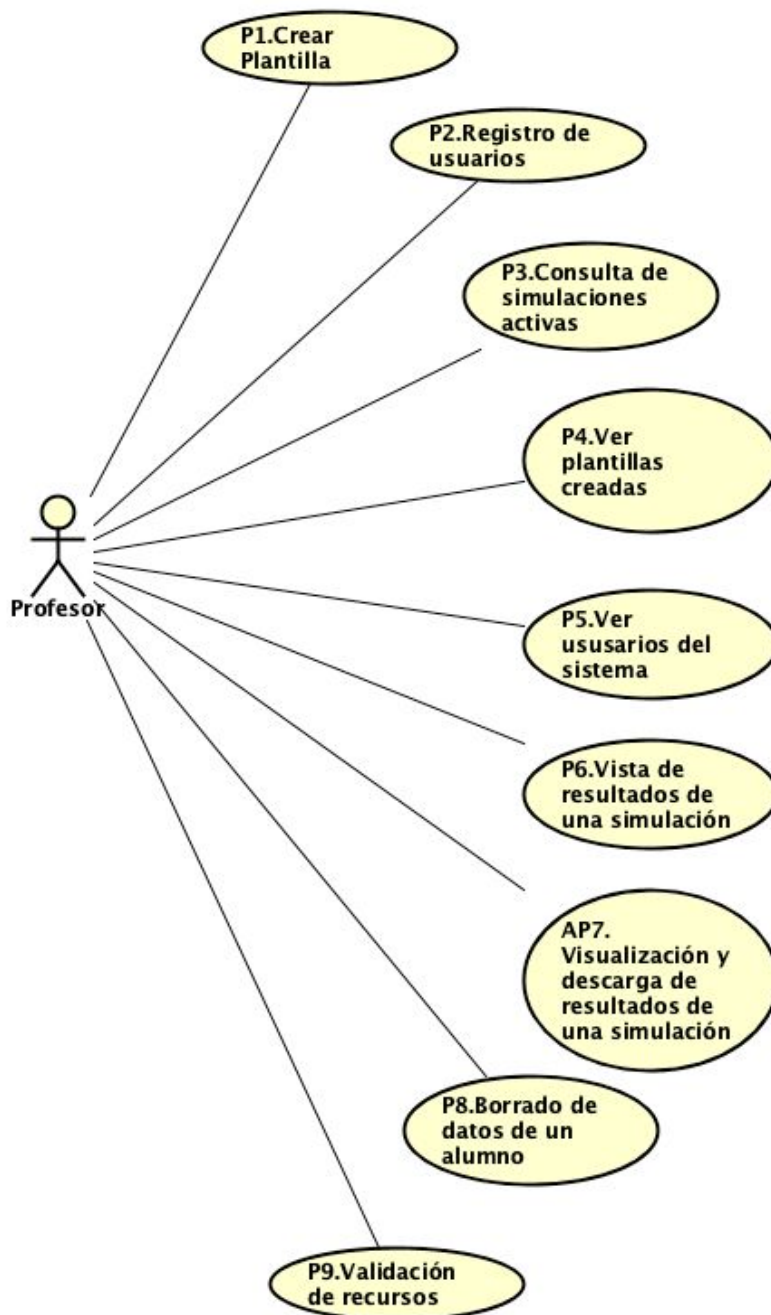 P1.Crear
Plantilla
P2.Registro de
usuarios
P3.Consulta de
simulaciones
activas
P4.Ver
plantillas
creadas
Profesor
P5.Ver
ususarios del
sistema
P6.Vista de
resultados de
una simulación
AP7.
Visualización y
descarga de
resultados de
una simulación
P8.Borrado de
datos de un
alumno
P9.Validación
de recursos